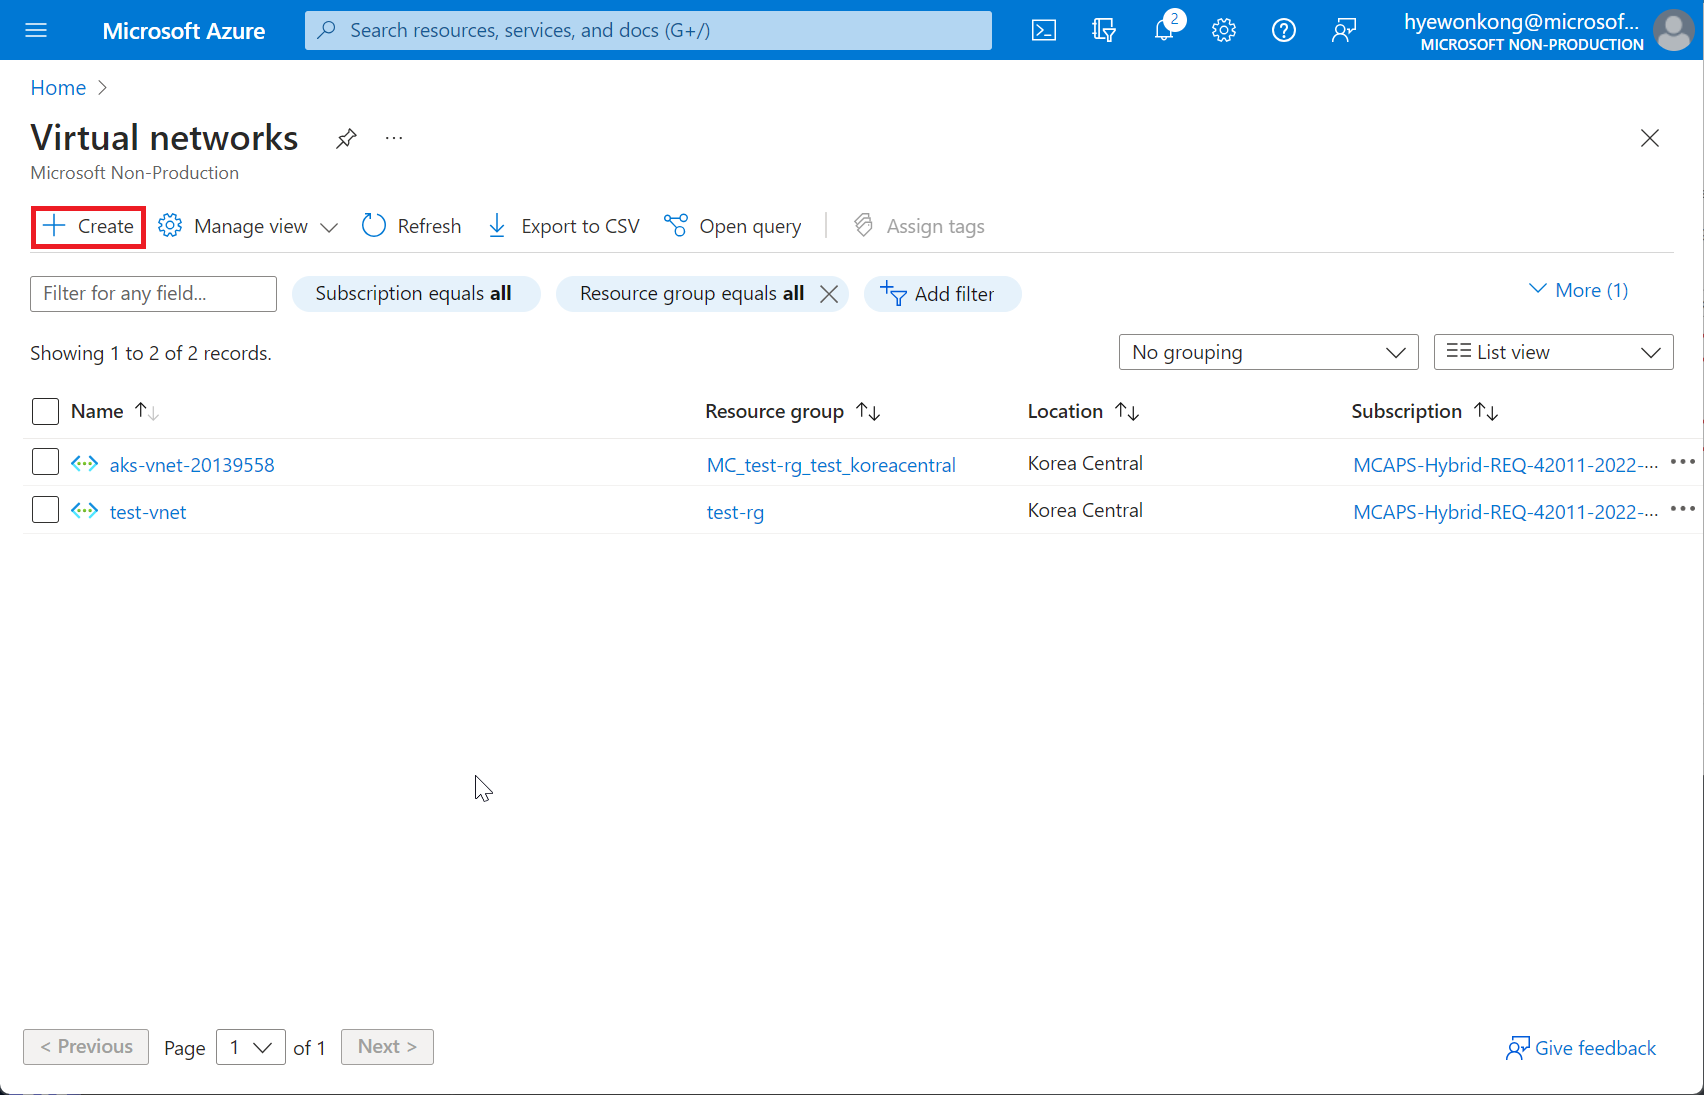 Microsoft Azure
Search resources, services, and docs (G+/)
2
hyewonkong@microsof...
MICROSOFT NON-PRODUCTION
Home
Virtual networks
Microsoft Non-Production
Create
Manage view
Refresh
Export to CSV
Open query
Assign tags
Filter for any field...
Subscription equals all
Resource group equals all
Add filter
More (1)
Showing 1 to 2 of 2 records.
No grouping
List view
Name
Resource group
Location
Subscription
aks-vnet-20139558
MC_test-rg_test_koreacentral
Korea Central
MCAPS-Hybrid-REQ-42011-2022-...
test-vnet
test-rg
Korea Central
MCAPS-Hybrid-REQ-42011-2022-...
< Previous
Page
1
of 1
Next >
Give feedback